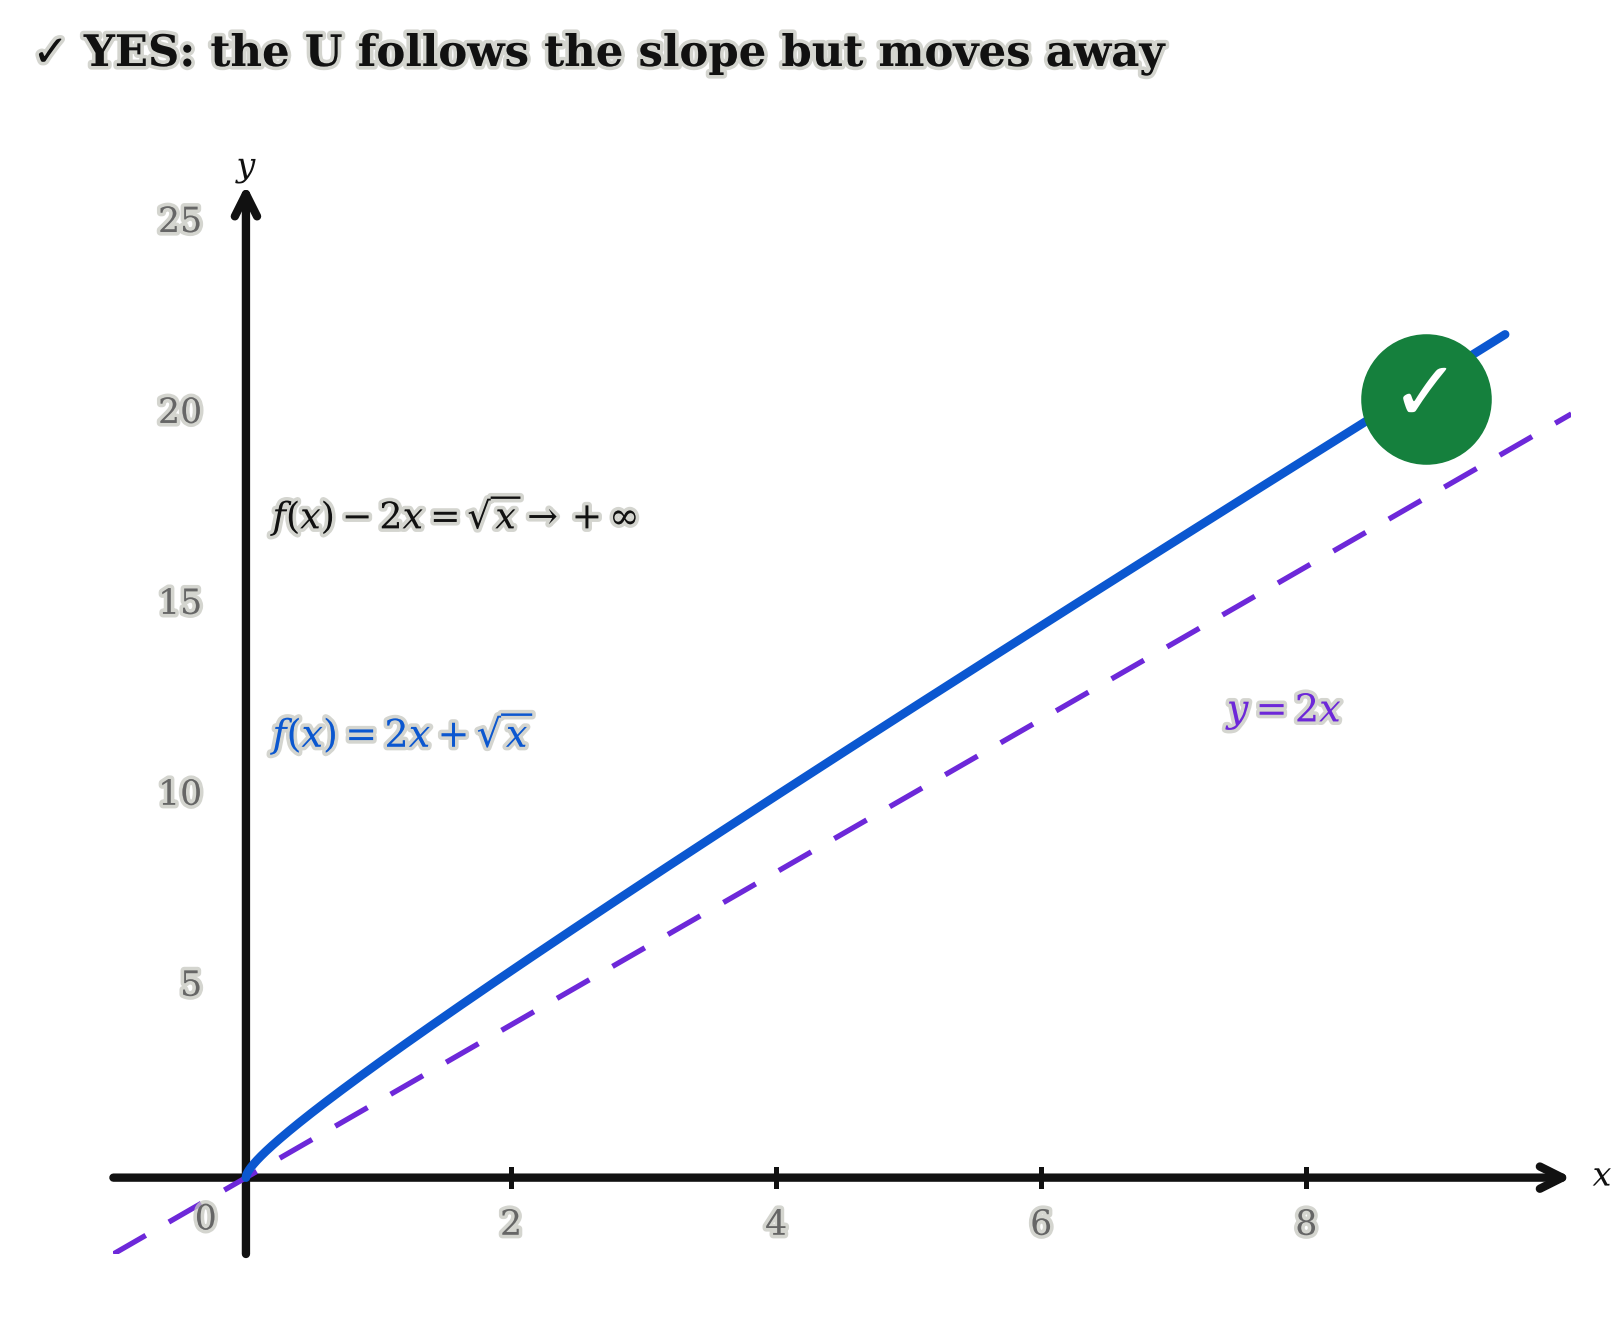 ✓ YES: the U follows the slope but moves away
y
25
20
f(x) − 2x = √x → + ∞
15
y = 2x
f(x) = 2x + √x
10
5
x
0
2 4 6 8
✓